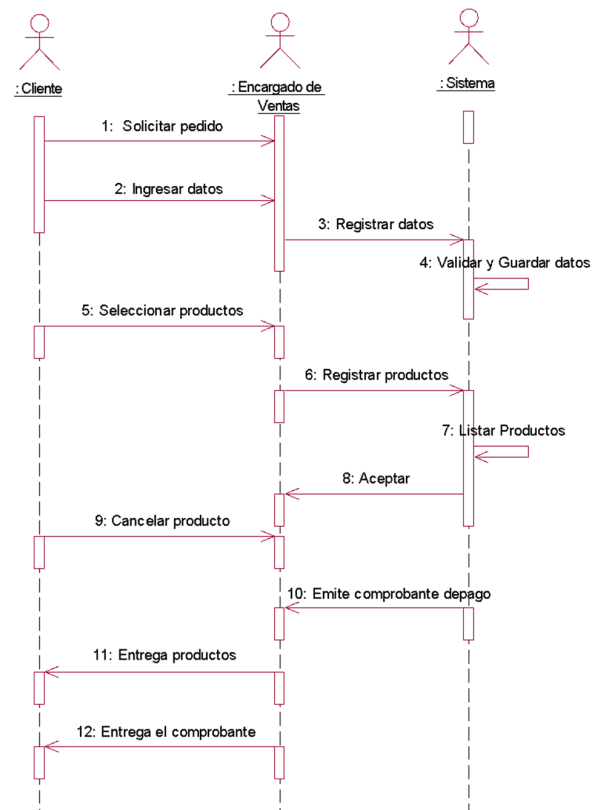 : Cliente
: Encargado de
Ventas
: Sistema
1: Solicitar pedido
2: Ingresar datos
3: Registrar datos
4: Validar y Guardar datos
5: Seleccionar productos
6: Registrar productos
7: Listar Productos
8: Aceptar
9: Cancelar producto
10: Emite comprobante depago
11: Entrega productos
12: Entrega el comprobante